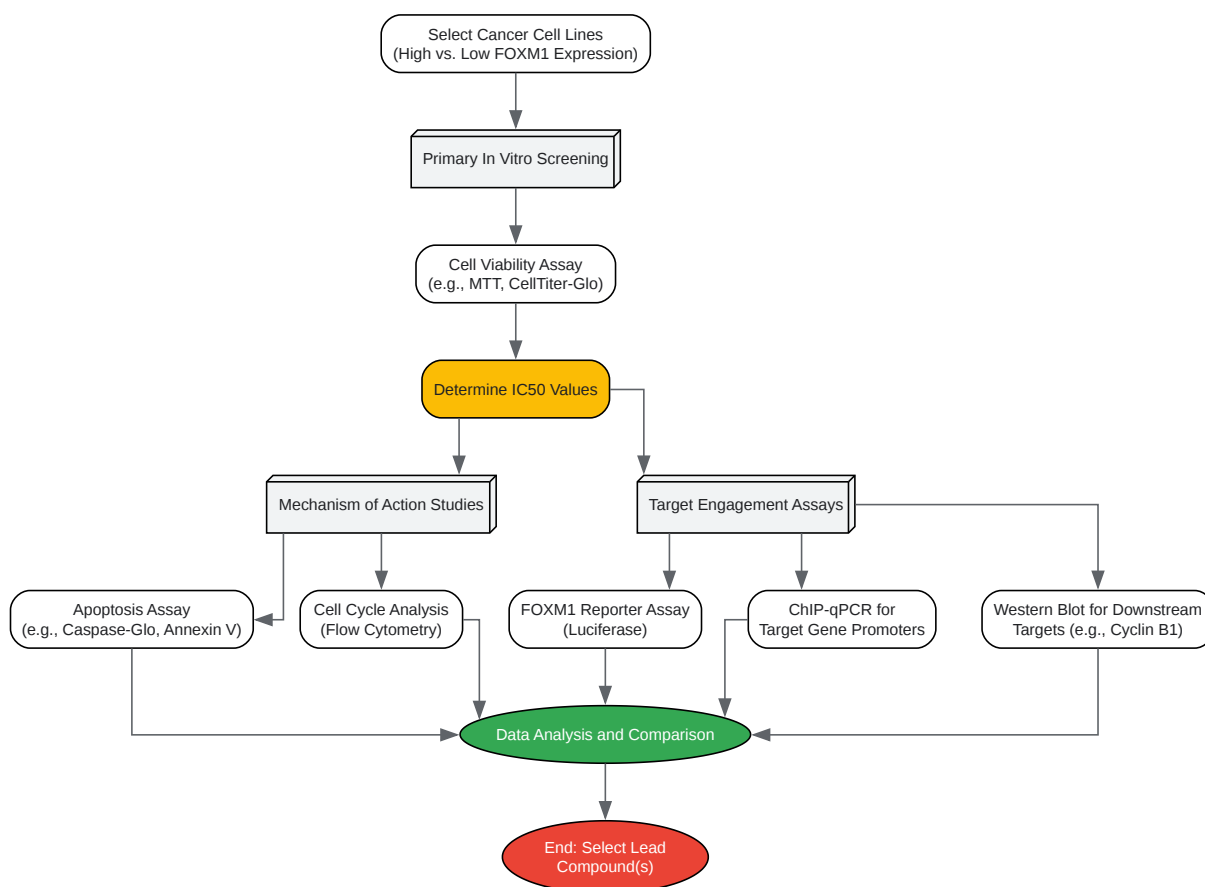 Select Cancer Cell Lines
(High vs. Low FOXM1 Expression)
Primary In Vitro Screening
Cell Viability Assay
(e.g., MTT, CellTiter-Glo)
Determine IC50 Values
Mechanism of Action Studies
Target Engagement Assays
Apoptosis Assay
(e.g., Caspase-Glo, Annexin V)
Cell Cycle Analysis
(Flow Cytometry)
FOXM1 Reporter Assay
(Luciferase)
ChIP-qPCR for
Target Gene Promoters
Western Blot for Downstream
Targets (e.g., Cyclin B1)
Data Analysis and Comparison
End: Select Lead
Compound(s)